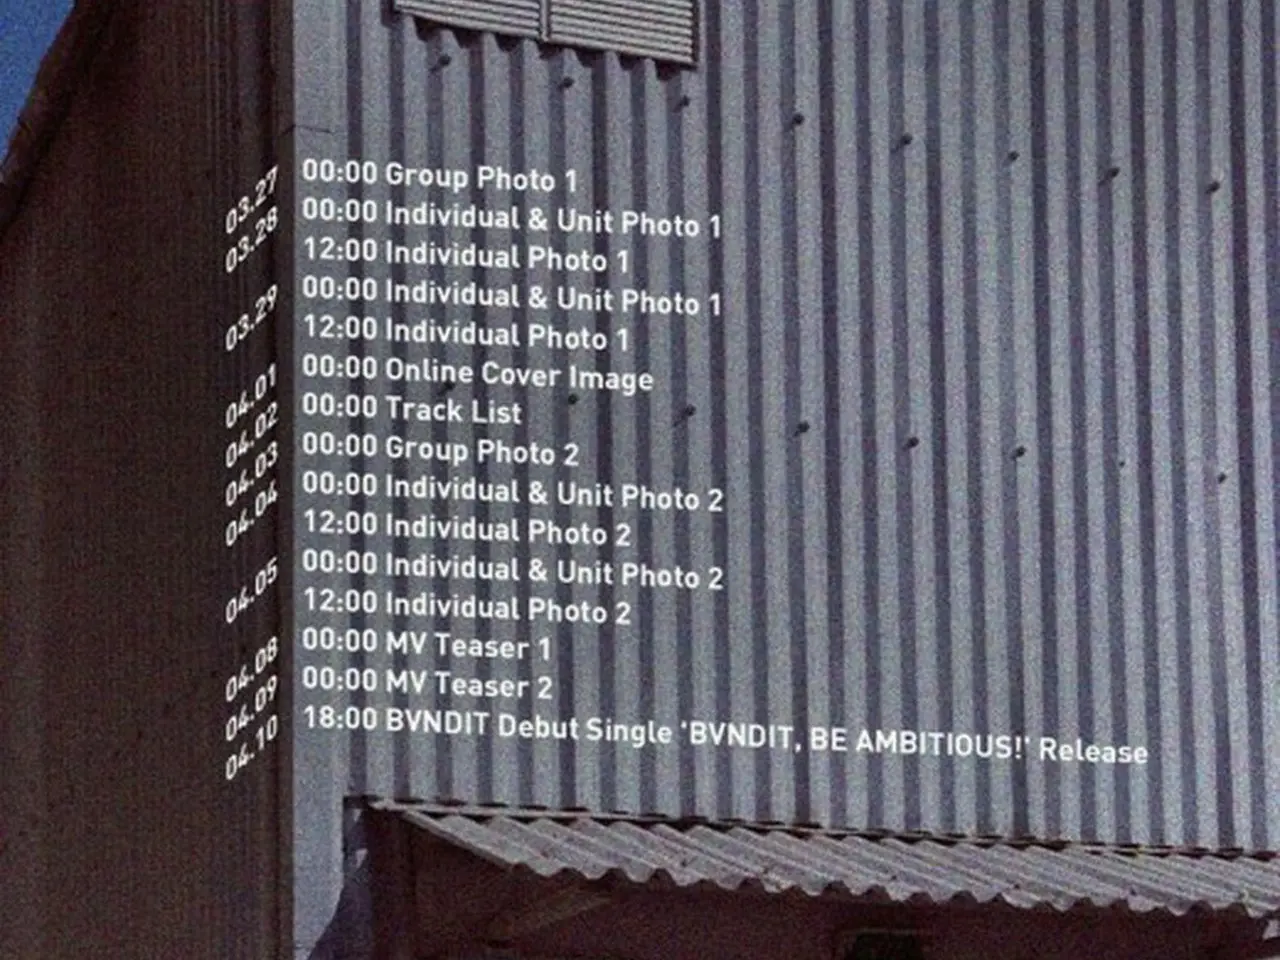 03.27 00:00 Group Photo 1
03.28 00:00 Individual & Unit Photo 1
12:00 Individual Photo 1
03.29 00:00 Individual & Unit Photo 1
12:00 Individual Photo 1
04.01 00:00 Online Cover Image
04.02 00:00 Track List
04.03 00:00 Group Photo 2
04.04 00:00 Individual & Unit Photo 2
12:00 Individual Photo 2
04.05 00:00 Individual & Unit Photo 2
12:00 Individual Photo 2
04.08 00:00 MV Teaser 1
04.09 00:00 MV Teaser 2
04.10 18:00 BVNDIT Debut Single 'BVNDIT, BE AMBITIOUS!' Release